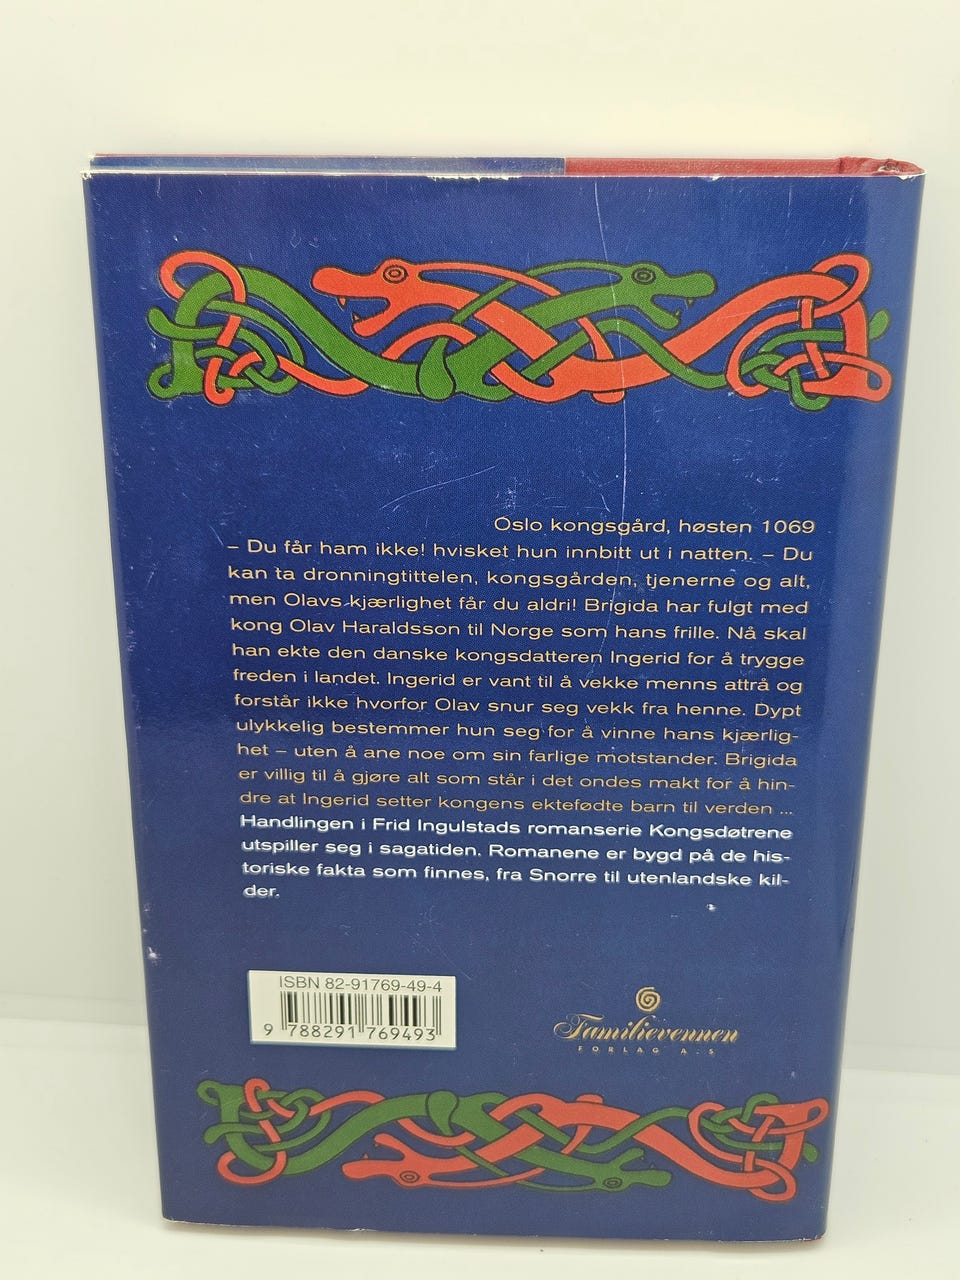 Oslo kongsgård, høsten 1069
– Du får ham ikke! hvisket hun innbitt ut i natten. – Du
kan ta dronningtittelen, kongsgården, tjenerne og alt,
men Olavs kjærlighet får du aldri! Brigida har fulgt med
kong Olav Haraldsson til Norge som hans frille. Nå skal
han ekte den danske kongsdatteren Ingerid for å trygge
freden i landet. Ingerid er vant til å vekke menns attrå og
forstår ikke hvorfor Olav snur seg vekk fra henne. Dypt
ulykkelig bestemmer hun seg for å vinne hans kjærlig-
het – uten å ane noe om sin farlige motstander. Brigida
er villig til å gjøre alt som står i det ondes makt for å hin-
dre at Ingerid setter kongens ektefødte barn til verden ...
Handlingen i Frid Ingulstads romanserie Kongsdøtrene
utspiller seg i sagatiden. Romanene er bygd på de his-
toriske fakta som finnes, fra Snorre til utenlandske kil-
der.
ISBN 82-91769-49-4
9 788291 769493
Familievennen
FORLAG A.S